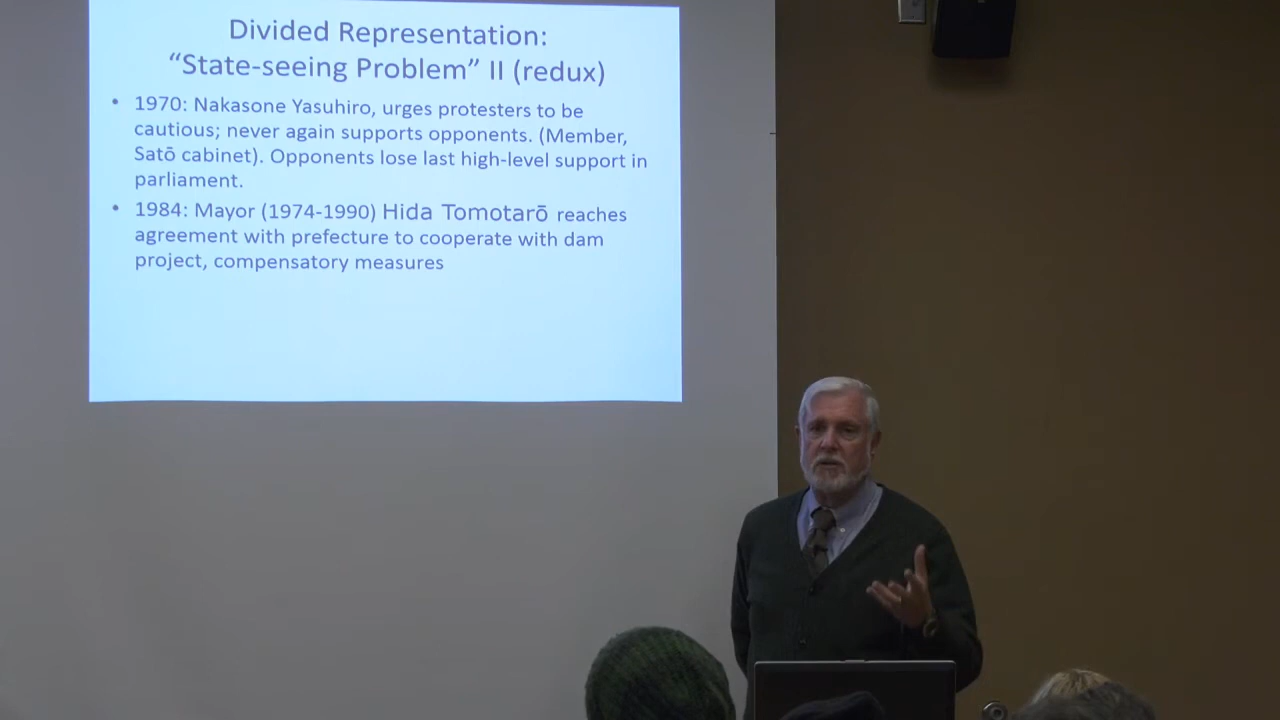 Divided Representation:
“State-seeing Problem” II (redux)
• 1970: Nakasone Yasuhiro, urges protesters to be
cautious; never again supports opponents. (Member,
Satō cabinet). Opponents lose last high-level support in
parliament.
• 1984: Mayor (1974-1990) Hida Tomotarō reaches
agreement with prefecture to cooperate with dam
project, compensatory measures